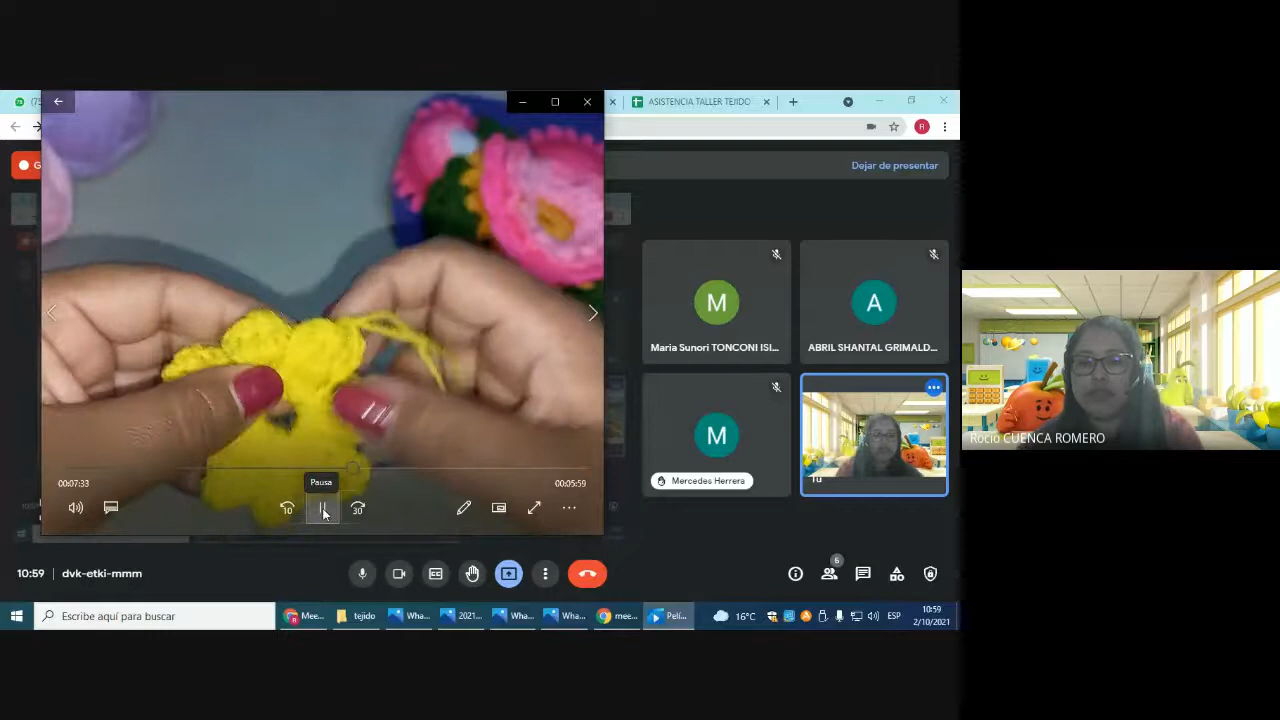 ASISTENCIA TALLER TEJIDO
Dejar de presentar
Maria Sunori TONCONI ISI...
ABRIL SHANTAL GRIMALD...
M
A
M
Mercedes Herrera
Tú
Rocio CUENCA ROMERO
00:07:33
Pausa
00:05:59
10
30
10:59 | dvk-etki-mmm
5
Escribe aquí para buscar
Mee...
tejido
Wha...
2021...
Wha...
Wha...
mee...
Pelí...
16°C
ESP
10:59
2/10/2021